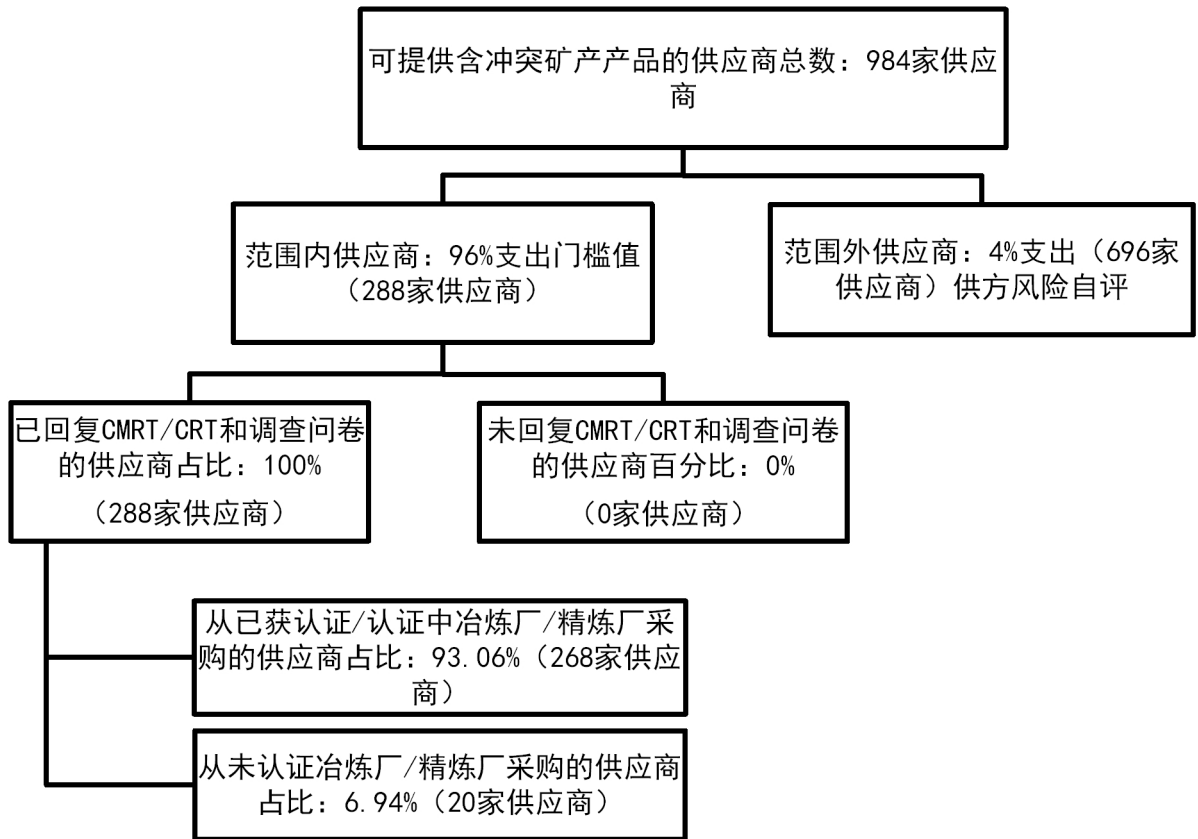 可提供含冲突矿产产品的供应商总数：984家供应
商
范围内供应商：96%支出门槛值
（288家供应商）
范围外供应商：4%支出（696家
供应商）供方风险自评
已回复CMRT/CRT和调查问卷
的供应商占比：100%
（288家供应商）
未回复CMRT/CRT和调查问卷
的供应商百分比：0%
（0家供应商）
从已获认证/认证中冶炼厂/精炼厂采
购的供应商占比：93.06%（268家供应
商）
从未认证冶炼厂/精炼厂采购的供应商
占比：6.94%（20家供应商）